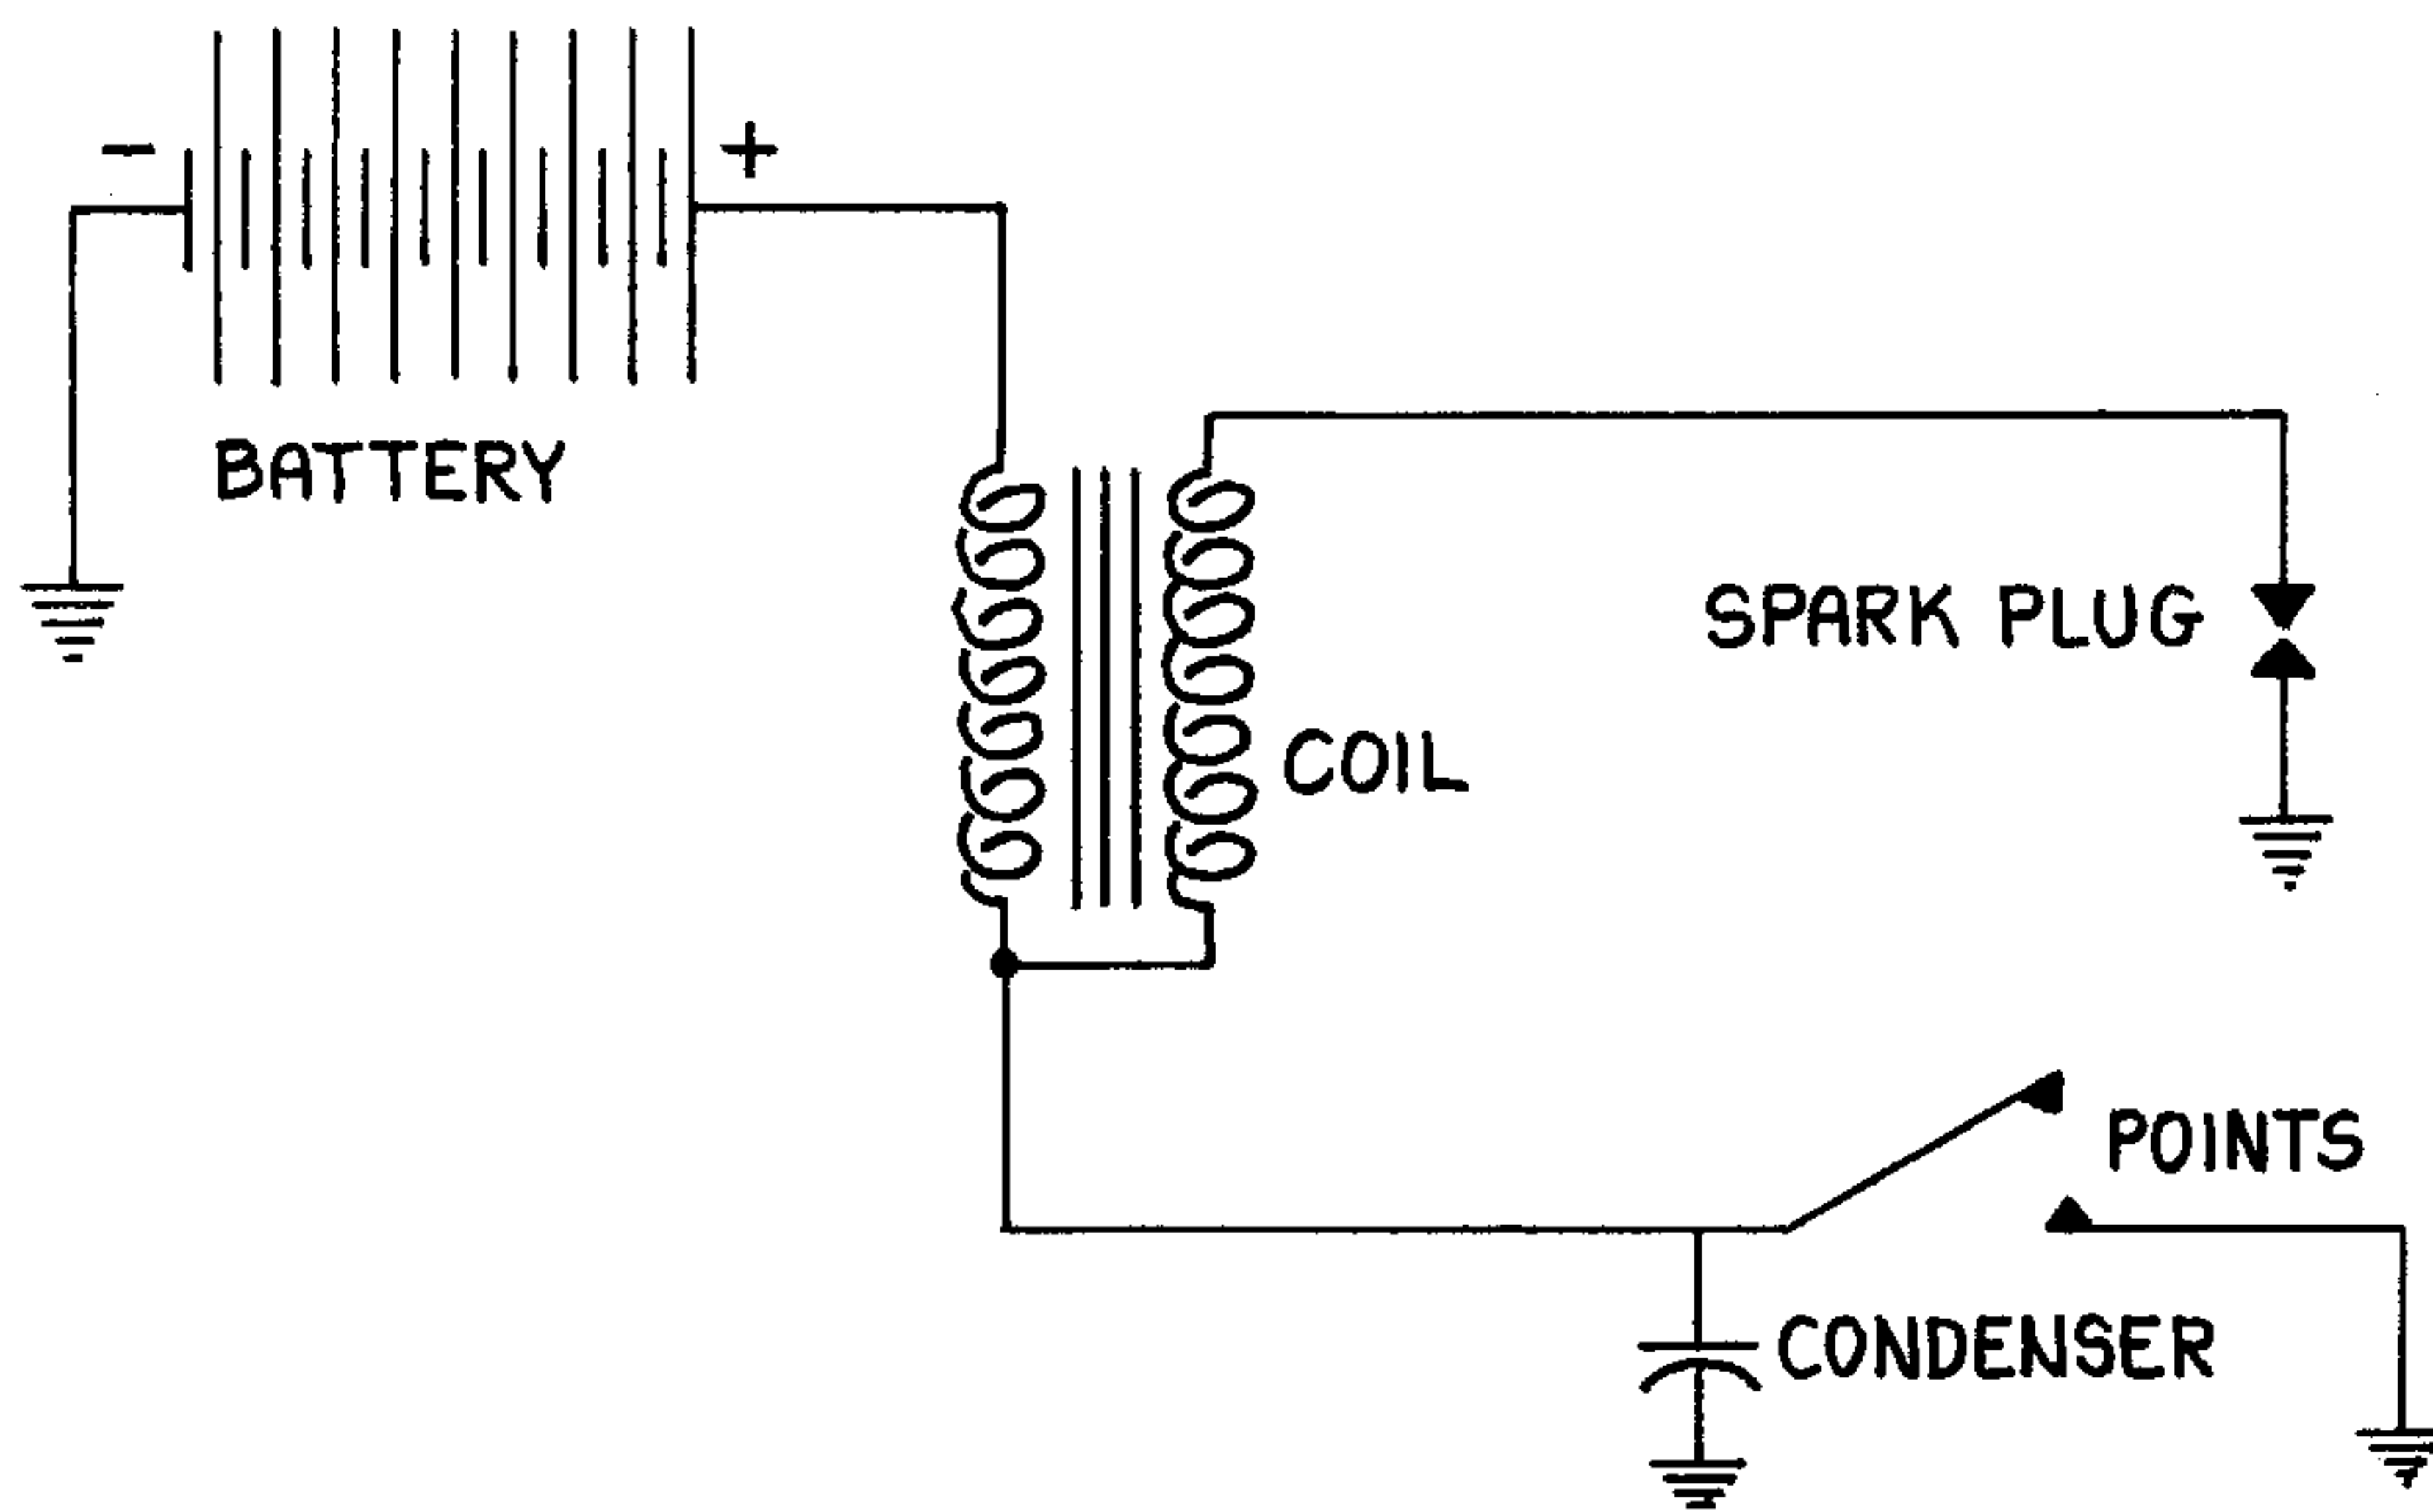 - +
BATTERY
SPARK PLUG
COIL
POINTS
CONDENSER